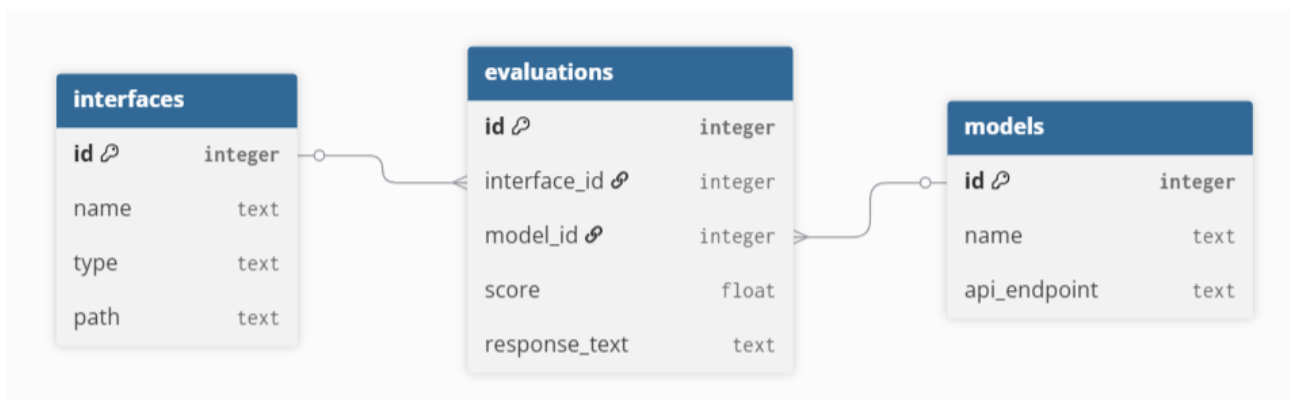 interfaces
id integer
name text
type text
path text
evaluations
id integer
interface_id integer
model_id integer
score float
response_text text
models
id integer
name text
api_endpoint text